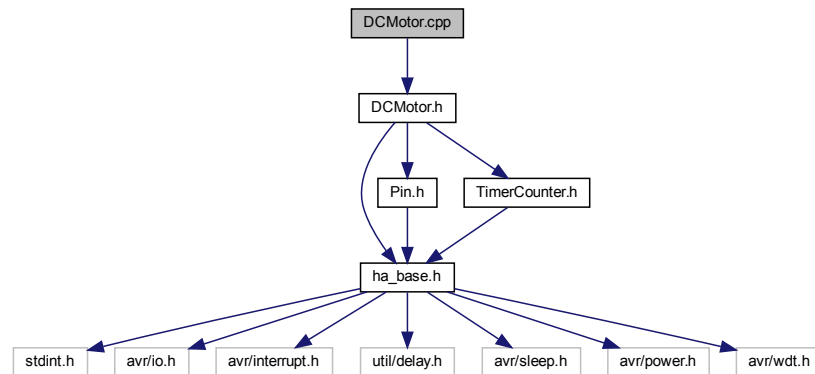 DCMotor.cpp
DCMotor.h
Pin.h
TimerCounter.h
ha_base.h
stdint.h
avr/io.h
avr/interrupt.h
util/delay.h
avr/sleep.h
avr/power.h
avr/wdt.h